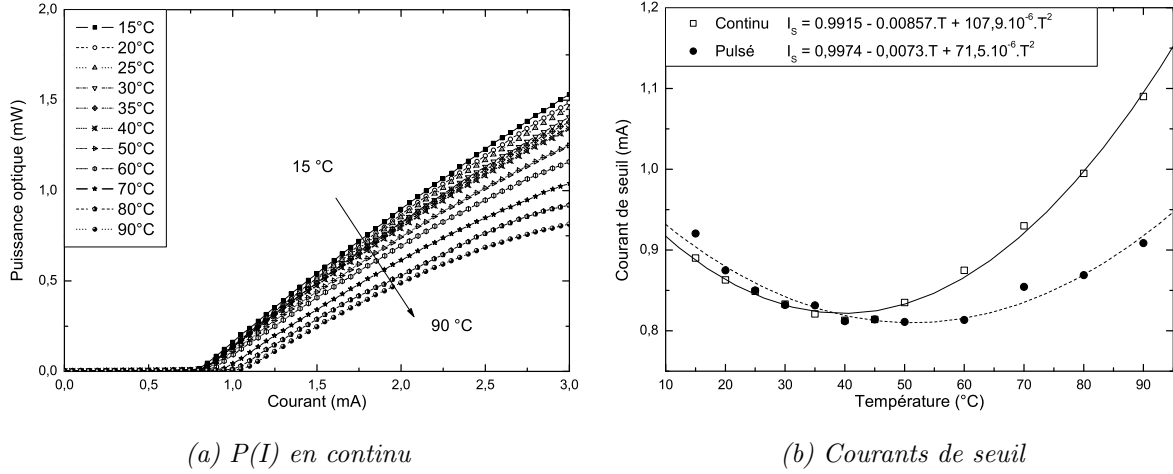 15°C
20°C
25°C
30°C
35°C
40°C
50°C
60°C
70°C
80°C
90°C
15 °C
90 °C
Puissance optique (mW)
2,0
1,5
1,0
0,5
0,0
0,0 0,5 1,0 1,5 2,0 2,5 3,0
Courant (mA)
(a) P(I) en continu
Continu I_S = 0.9915 - 0.00857.T + 107,9.10^-6.T^2
Pulsé I_S = 0,9974 - 0,0073.T + 71,5.10^-6.T^2
Courant de seuil (mA)
1,2
1,1
1,0
0,9
0,8
10 20 30 40 50 60 70 80 90
Température (°C)
(b) Courants de seuil